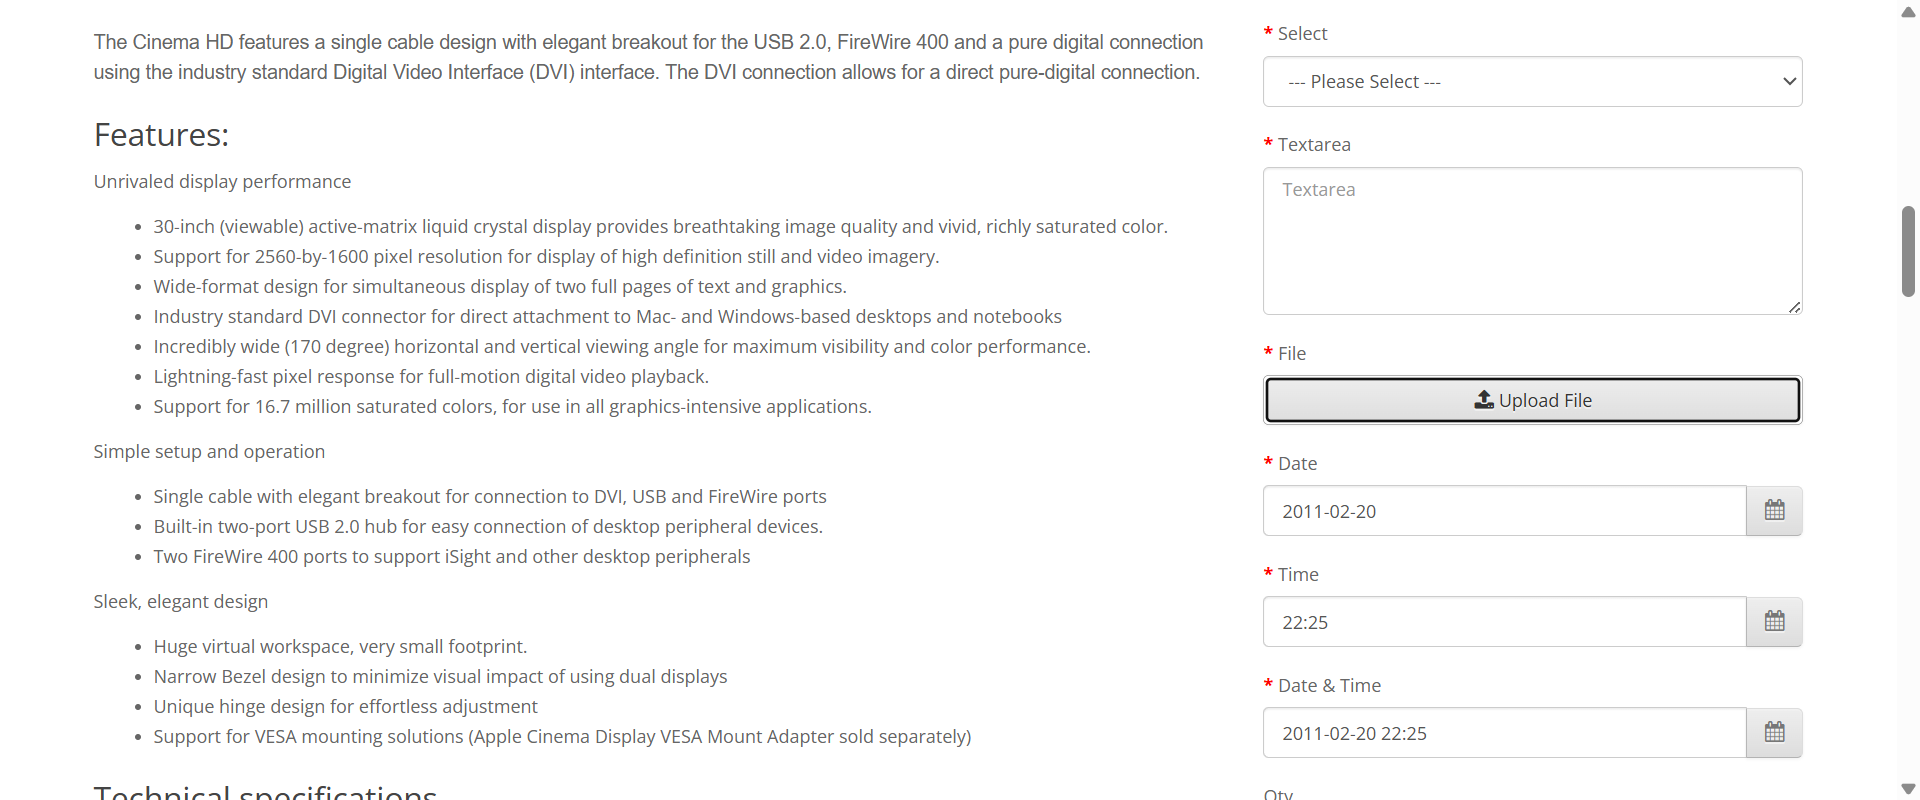 The Cinema HD features a single cable design with elegant breakout for the USB 2.0, FireWire 400 and a pure digital connection
using the industry standard Digital Video Interface (DVI) interface. The DVI connection allows for a direct pure-digital connection.
Features:
Unrivaled display performance
• 30-inch (viewable) active-matrix liquid crystal display provides breathtaking image quality and vivid, richly saturated color.
• Support for 2560-by-1600 pixel resolution for display of high definition still and video imagery.
• Wide-format design for simultaneous display of two full pages of text and graphics.
• Industry standard DVI connector for direct attachment to Mac- and Windows-based desktops and notebooks
• Incredibly wide (170 degree) horizontal and vertical viewing angle for maximum visibility and color performance.
• Lightning-fast pixel response for full-motion digital video playback.
• Support for 16.7 million saturated colors, for use in all graphics-intensive applications.
Simple setup and operation
• Single cable with elegant breakout for connection to DVI, USB and FireWire ports
• Built-in two-port USB 2.0 hub for easy connection of desktop peripheral devices.
• Two FireWire 400 ports to support iSight and other desktop peripherals
Sleek, elegant design
• Huge virtual workspace, very small footprint.
• Narrow Bezel design to minimize visual impact of using dual displays
• Unique hinge design for effortless adjustment
• Support for VESA mounting solutions (Apple Cinema Display VESA Mount Adapter sold separately)
Technical specifications
* Select
--- Please Select ---
* Textarea
Textarea
* File
Upload File
* Date
2011-02-20
* Time
22:25
* Date & Time
2011-02-20 22:25
Qty